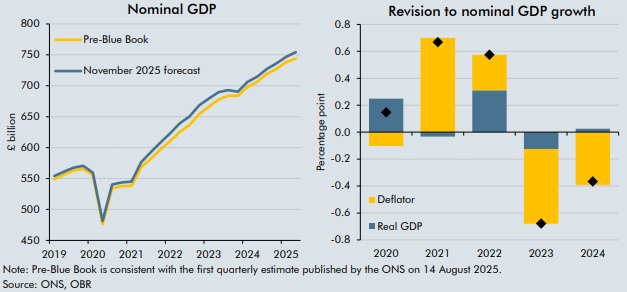 Nominal GDP
800
750
700
650
600
550
500
450
£ billion
Pre-Blue Book
November 2025 forecast
2019 2020 2021 2022 2023 2024 2025
Revision to nominal GDP growth
0.8
0.6
0.4
0.2
0.0
-0.2
-0.4
-0.6
-0.8
Percentage point
Deflator
Real GDP
2020 2021 2022 2023 2024
Note: Pre-Blue Book is consistent with the first quarterly estimate published by the ONS on 14 August 2025.
Source: ONS, OBR